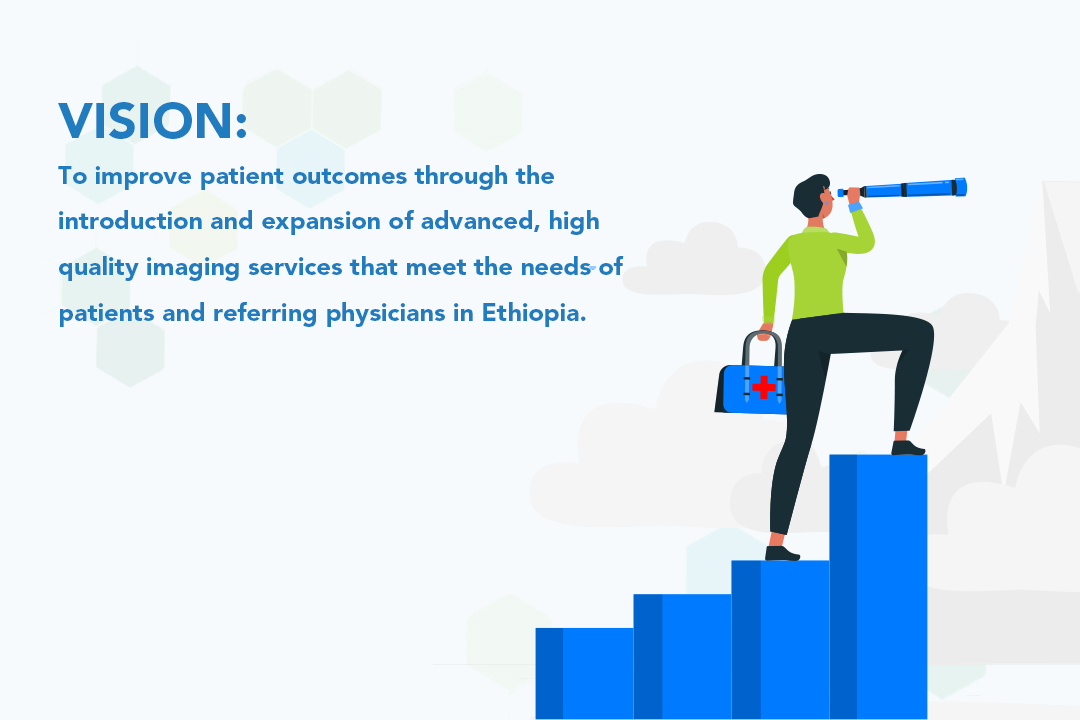 VISION:
To improve patient outcomes through the
introduction and expansion of advanced, high
quality imaging services that meet the needs of
patients and referring physicians in Ethiopia.